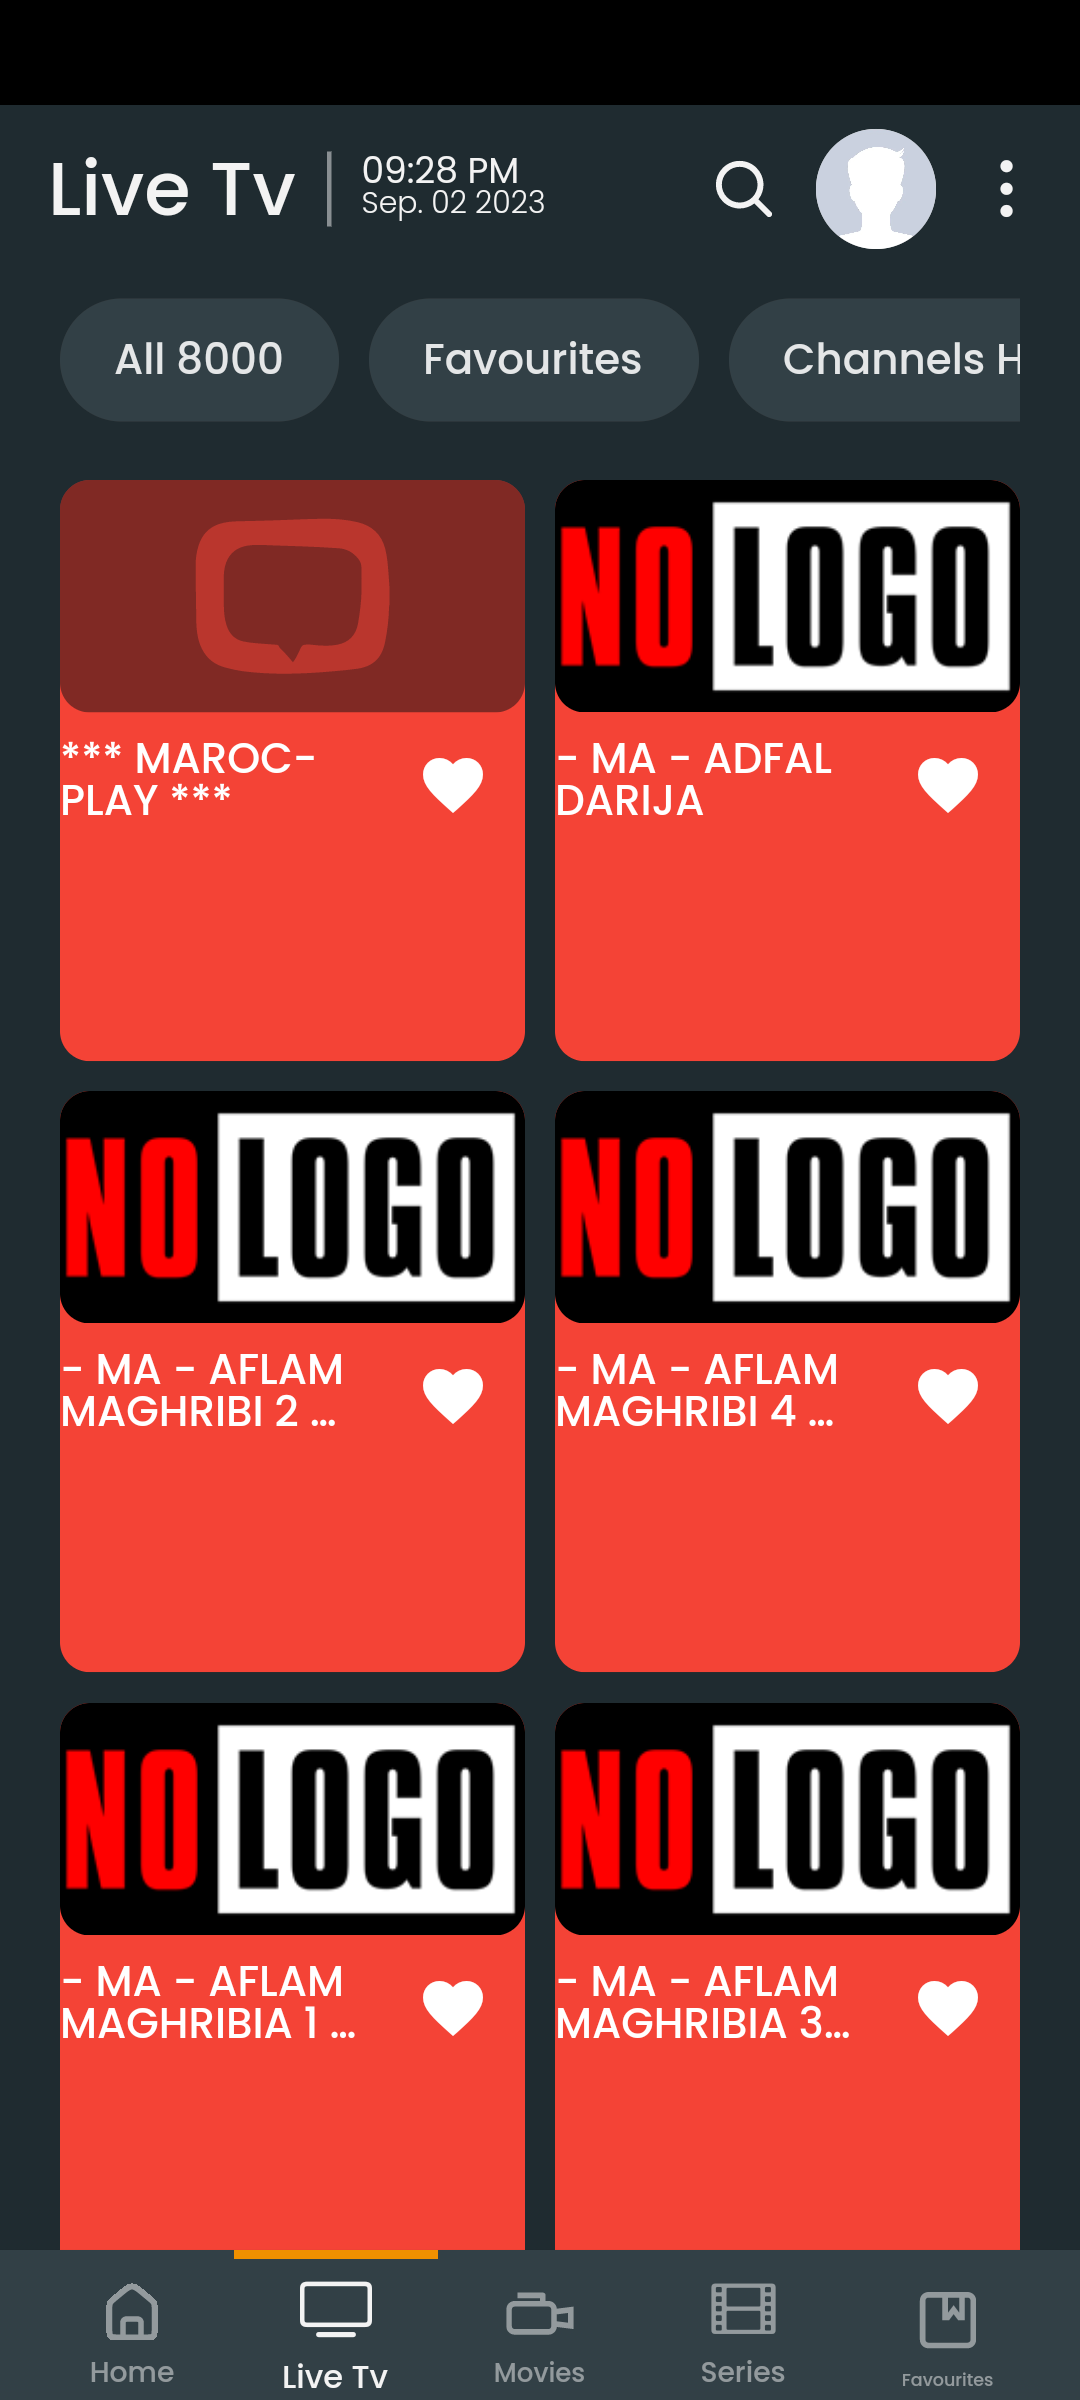 Live Tv
09:28 PM
Sep. 02 2023
All 8000
Favourites
Channels H
NO LOGO
*** MAROC-
PLAY ***
- MA - ADFAL
DARIJA
NO LOGO
NO LOGO
- MA - AFLAM
MAGHRIBI 2 ...
- MA - AFLAM
MAGHRIBI 4 ...
NO LOGO
NO LOGO
- MA - AFLAM
MAGHRIBIA 1 ...
- MA - AFLAM
MAGHRIBIA 3...
Home
Live Tv
Movies
Series
Favourites